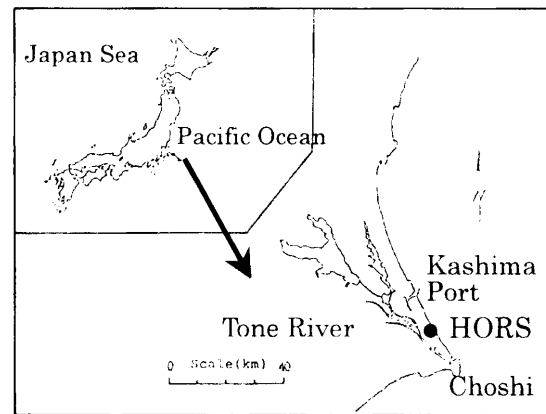 Japan Sea
Pacific Ocean
Kashima
Port
Tone River
HORS
0 Scale(km) 40
Choshi